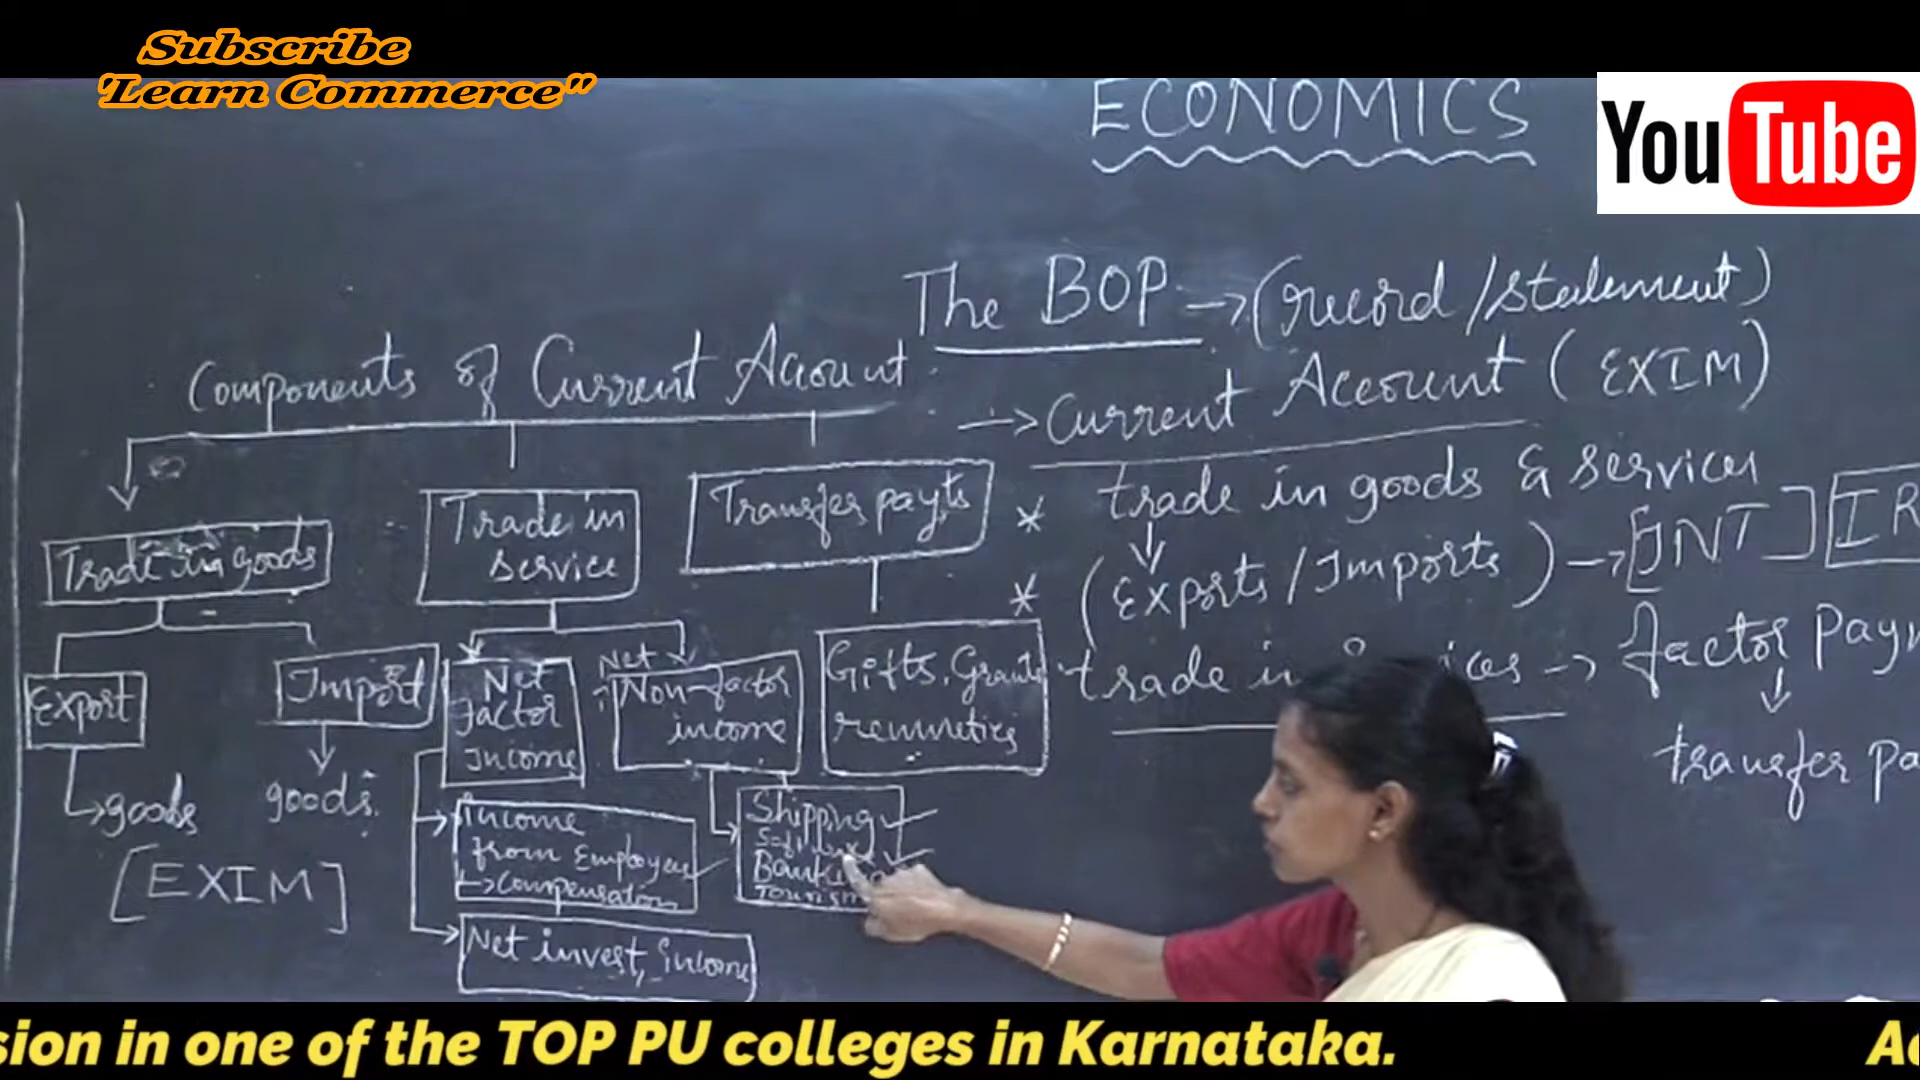 Subscribe
'Learn Commerce"
YouTube
ECONOMICS
The BOP → (record/statement)
→ Current Account (EXIM)
* trade in goods & services
* (Exports/Imports) → [INT] IR
trade in → factor Paym
↓
transfer pa
Components of Current Account
Trade in goods
Export
goods
Import
goods
[EXIM]
Trade in
service
Net
factor
Income
Income
from Employees
→ Compensation
Net invest, income
Net
Non-factor
income
Shipping
Banking
Tourism
Transfer payts
Gifts, Grants
remmeties
sion in one of the TOP PU colleges in Karnataka.